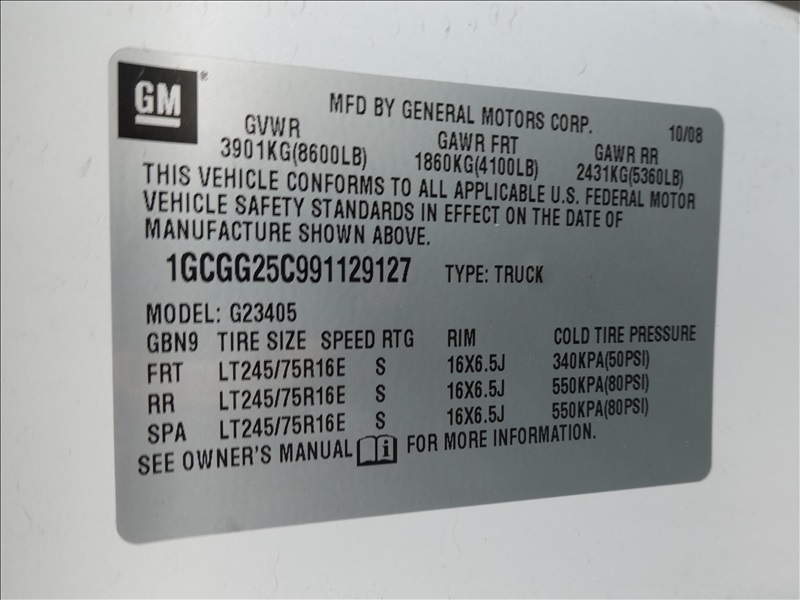 GM®
MFD BY GENERAL MOTORS CORP. 10/08
GVWR GAWR FRT GAWR RR
3901KG(8600LB) 1860KG(4100LB) 2431KG(5360LB)
THIS VEHICLE CONFORMS TO ALL APPLICABLE U.S. FEDERAL MOTOR
VEHICLE SAFETY STANDARDS IN EFFECT ON THE DATE OF
MANUFACTURE SHOWN ABOVE.
1GCGG25C991129127 TYPE: TRUCK
MODEL: G23405
GBN9 TIRE SIZE SPEED RTG RIM COLD TIRE PRESSURE
FRT LT245/75R16E S 16X6.5J 340KPA(50PSI)
RR LT245/75R16E S 16X6.5J 550KPA(80PSI)
SPA LT245/75R16E S 16X6.5J 550KPA(80PSI)
SEE OWNER'S MANUAL i FOR MORE INFORMATION.